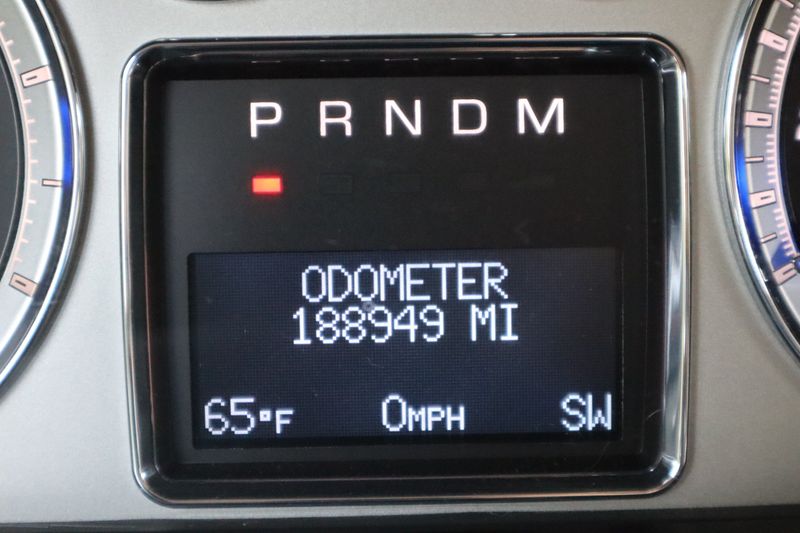 P R N D M
ODOMETER
188949 MI
65°F 0MPH SW